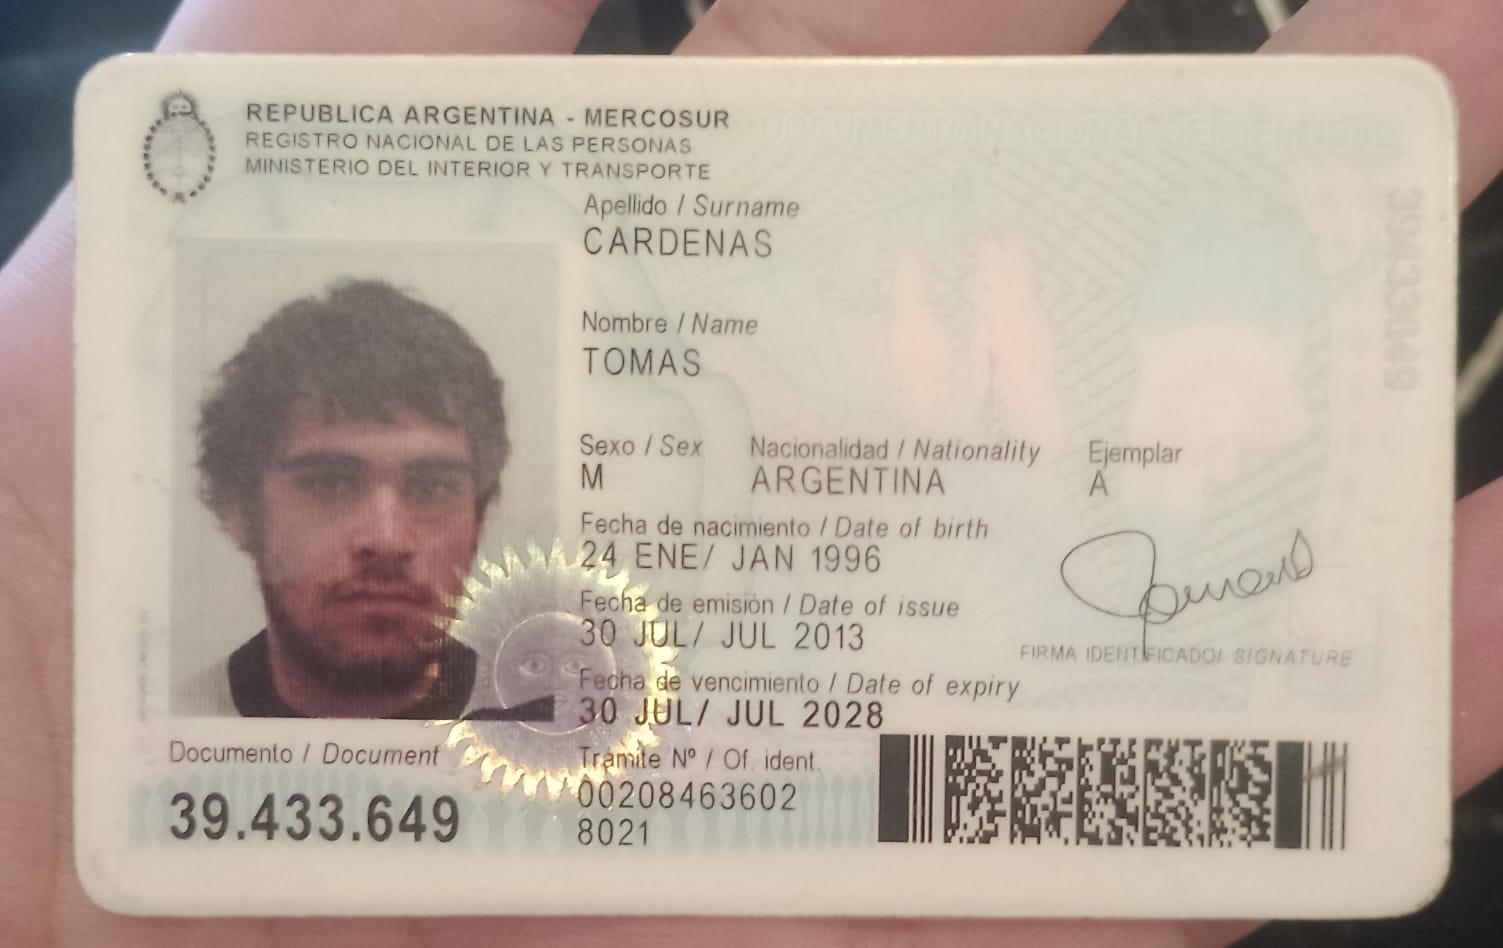 REPUBLICA ARGENTINA - MERCOSUR
REGISTRO NACIONAL DE LAS PERSONAS
MINISTERIO DEL INTERIOR Y TRANSPORTE
DOCUMENTO NACIONAL DE IDENTIDAD
Apellido / Surname
CARDENAS
Nombre / Name
TOMAS
Sexo / Sex Nacionalidad / Nationality Ejemplar
M ARGENTINA A
Fecha de nacimiento / Date of birth
24 ENE/ JAN 1996
Fecha de emisión / Date of issue
30 JUL/ JUL 2013
FIRMA IDENTIFICADO/ SIGNATURE
Fecha de vencimiento / Date of expiry
30 JUL/ JUL 2028
Documento / Document
39.433.649
Trámite Nº / Of. ident.
00208463602
8021